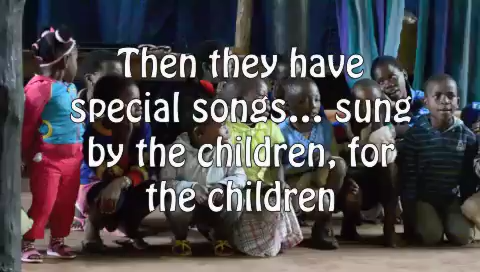 Then they have
special songs... sung
by the children, for
the children